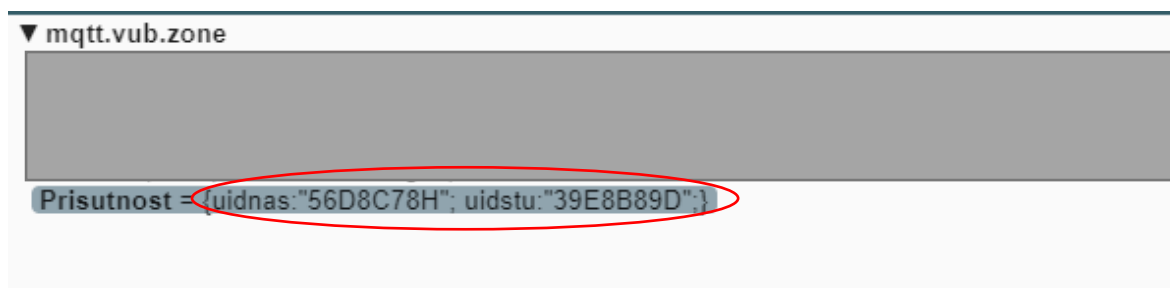 ▼ mqtt.vub.zone
Prisutnost = {uidnas:"56D8C78H"; uidstu:"39E8B89D";}